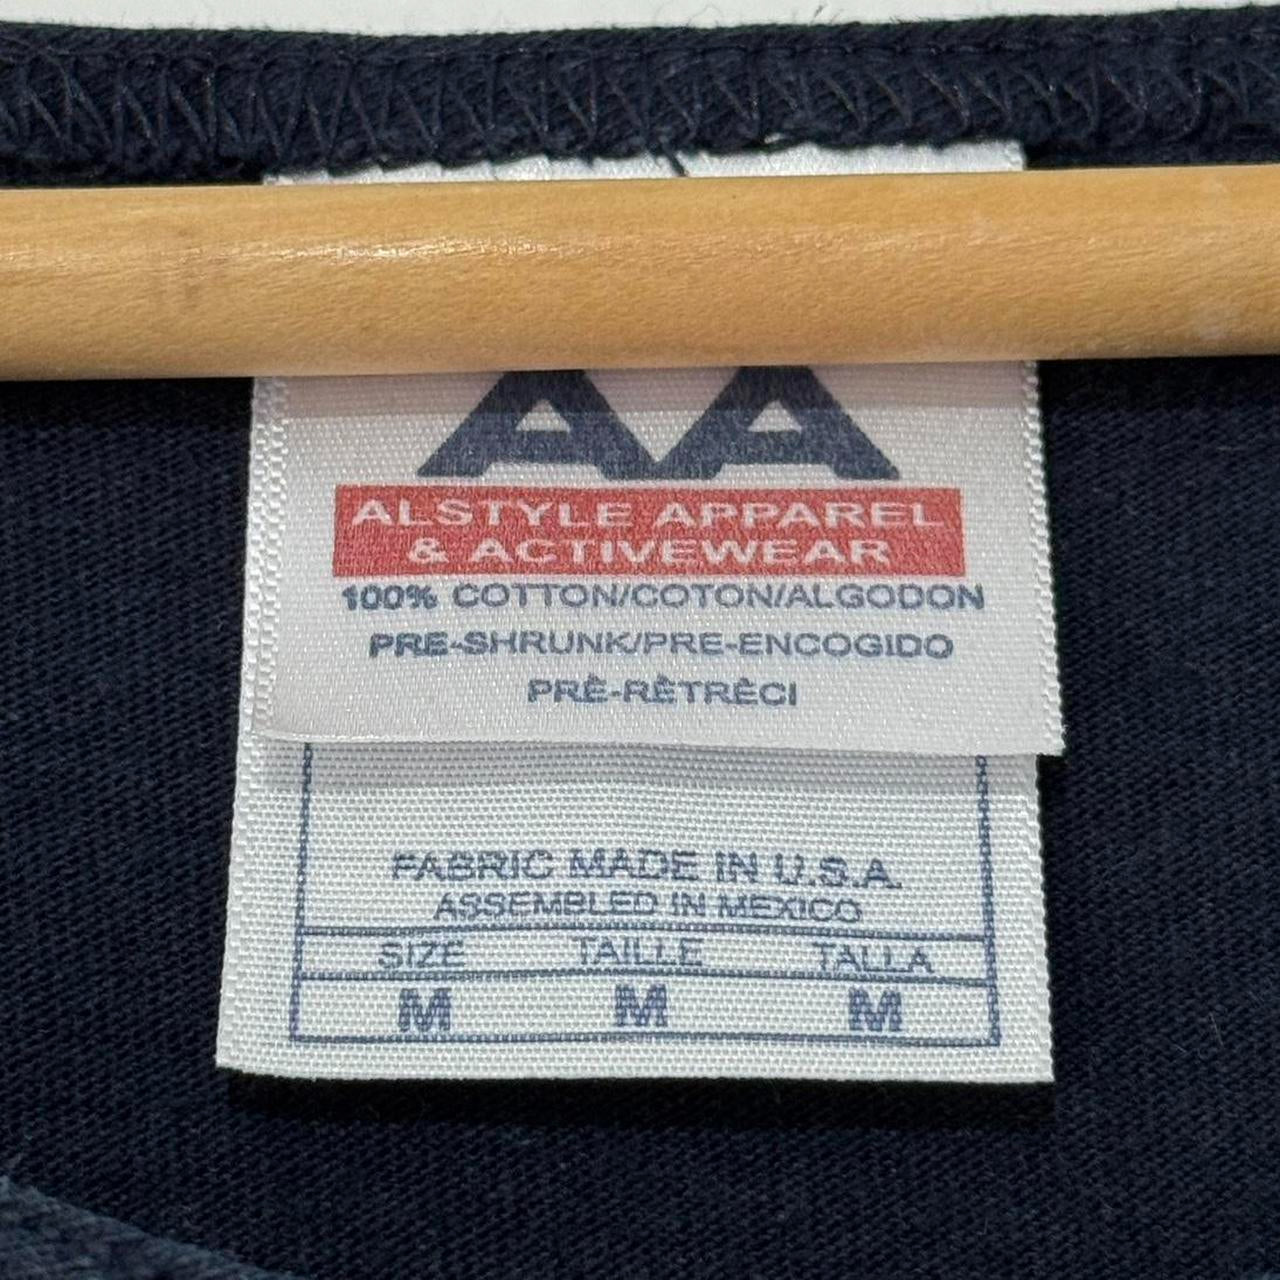 AA
ALSTYLE APPAREL
& ACTIVEWEAR
100% COTTON/COTON/ALGODON
PRE-SHRUNK/PRE-ENCOGIDO
PRÈ-RÈTRÈCI
FABRIC MADE IN U.S.A.
ASSEMBLED IN MEXICO
SIZE TAILLE TALLA
M M M